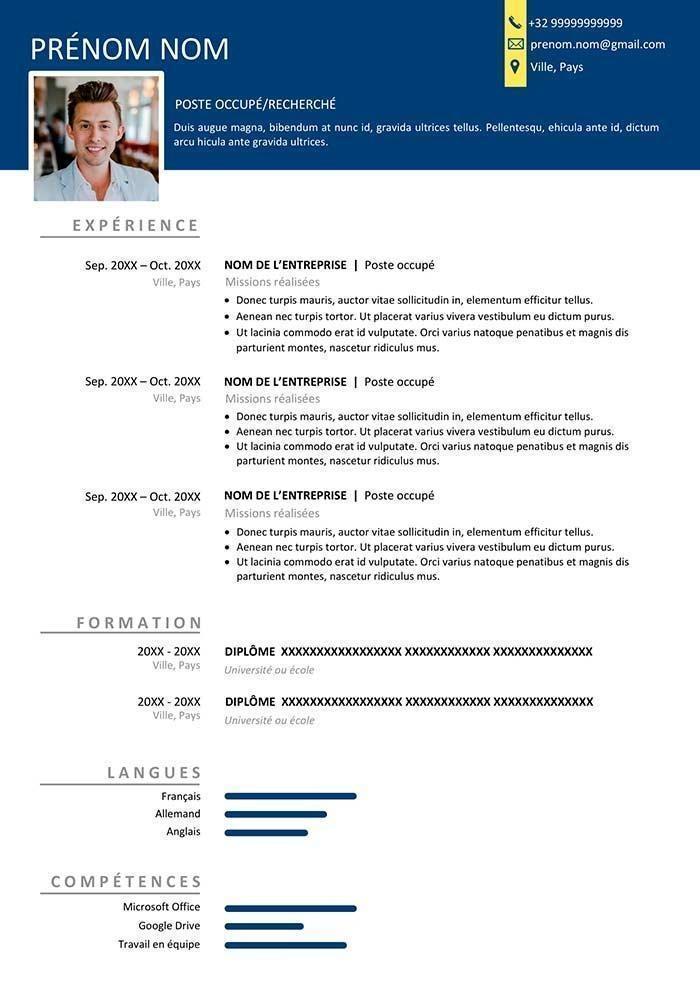 PRÉNOM NOM
+32 99999999999
prenom.nom@gmail.com
Ville, Pays
POSTE OCCUPÉ/RECHERCHÉ
Duis augue magna, bibendum at nunc id, gravida ultrices tellus. Pellentesqu, ehicula ante id, dictum
arcu hicula ante gravida ultrices.
EXPÉRIENCE
Sep. 20XX – Oct. 20XX
Ville, Pays
NOM DE L’ENTREPRISE | Poste occupé
Missions réalisées
• Donec turpis mauris, auctor vitae sollicitudin in, elementum efficitur tellus.
• Aenean nec turpis tortor. Ut placerat varius vivera vestibulum eu dictum purus.
• Ut lacinia commodo erat id vulputate. Orci varius natoque penatibus et magnis dis
parturient montes, nascetur ridiculus mus.
Sep. 20XX – Oct. 20XX
Ville, Pays
NOM DE L’ENTREPRISE | Poste occupé
Missions réalisées
• Donec turpis mauris, auctor vitae sollicitudin in, elementum efficitur tellus.
• Aenean nec turpis tortor. Ut placerat varius vivera vestibulum eu dictum purus.
• Ut lacinia commodo erat id vulputate. Orci varius natoque penatibus et magnis dis
parturient montes, nascetur ridiculus mus.
Sep. 20XX – Oct. 20XX
Ville, Pays
NOM DE L’ENTREPRISE | Poste occupé
Missions réalisées
• Donec turpis mauris, auctor vitae sollicitudin in, elementum efficitur tellus.
• Aenean nec turpis tortor. Ut placerat varius vivera vestibulum eu dictum purus.
• Ut lacinia commodo erat id vulputate. Orci varius natoque penatibus et magnis dis
parturient montes, nascetur ridiculus mus.
FORMATION
20XX - 20XX
Ville, Pays
DIPLÔME XXXXXXXXXXXXXXXXX XXXXXXXXXXXX XXXXXXXXXXXXXX
Université ou école
20XX - 20XX
Ville, Pays
DIPLÔME XXXXXXXXXXXXXXXXX XXXXXXXXXXXX XXXXXXXXXXXXXX
Université ou école
LANGUES
Français
Allemand
Anglais
COMPÉTENCES
Microsoft Office
Google Drive
Travail en équipe